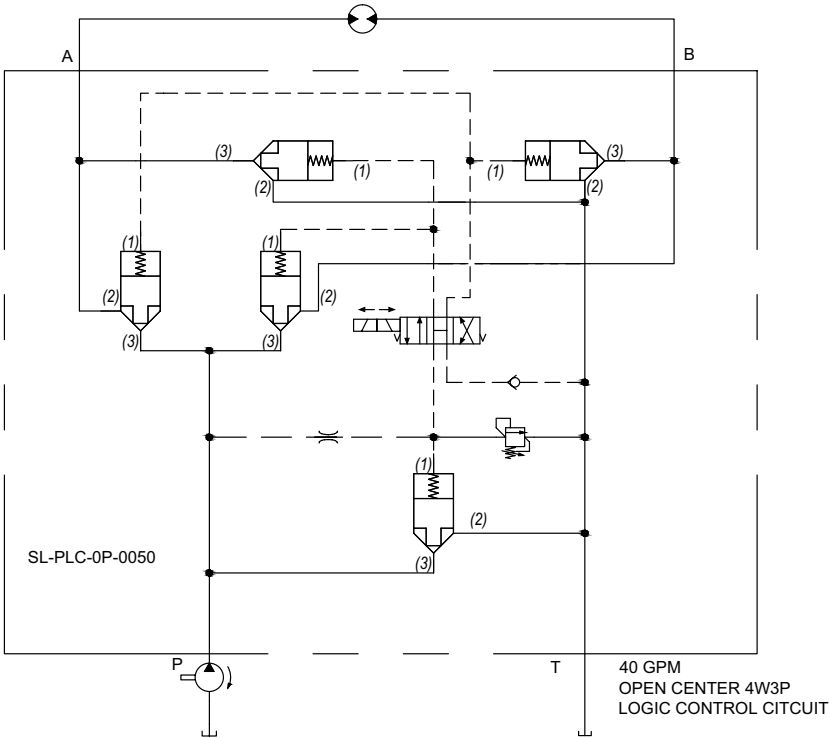 A
B
(3)
(3)
(1)
(1)
(2)
(2)
(1)
(1)
(2)
(2)
(3)
(3)
(1)
(2)
SL-PLC-0P-0050
(3)
P
T
40 GPM
OPEN CENTER 4W3P
LOGIC CONTROL CITCUIT